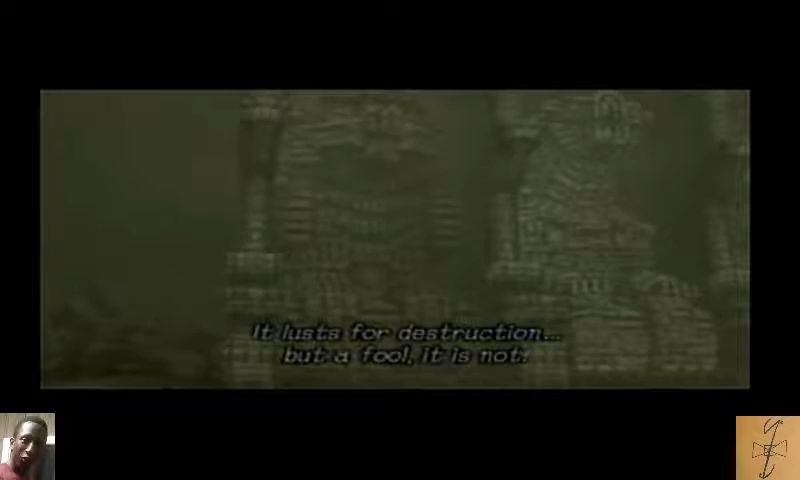 It lusts for destruction...
but a fool, it is not.